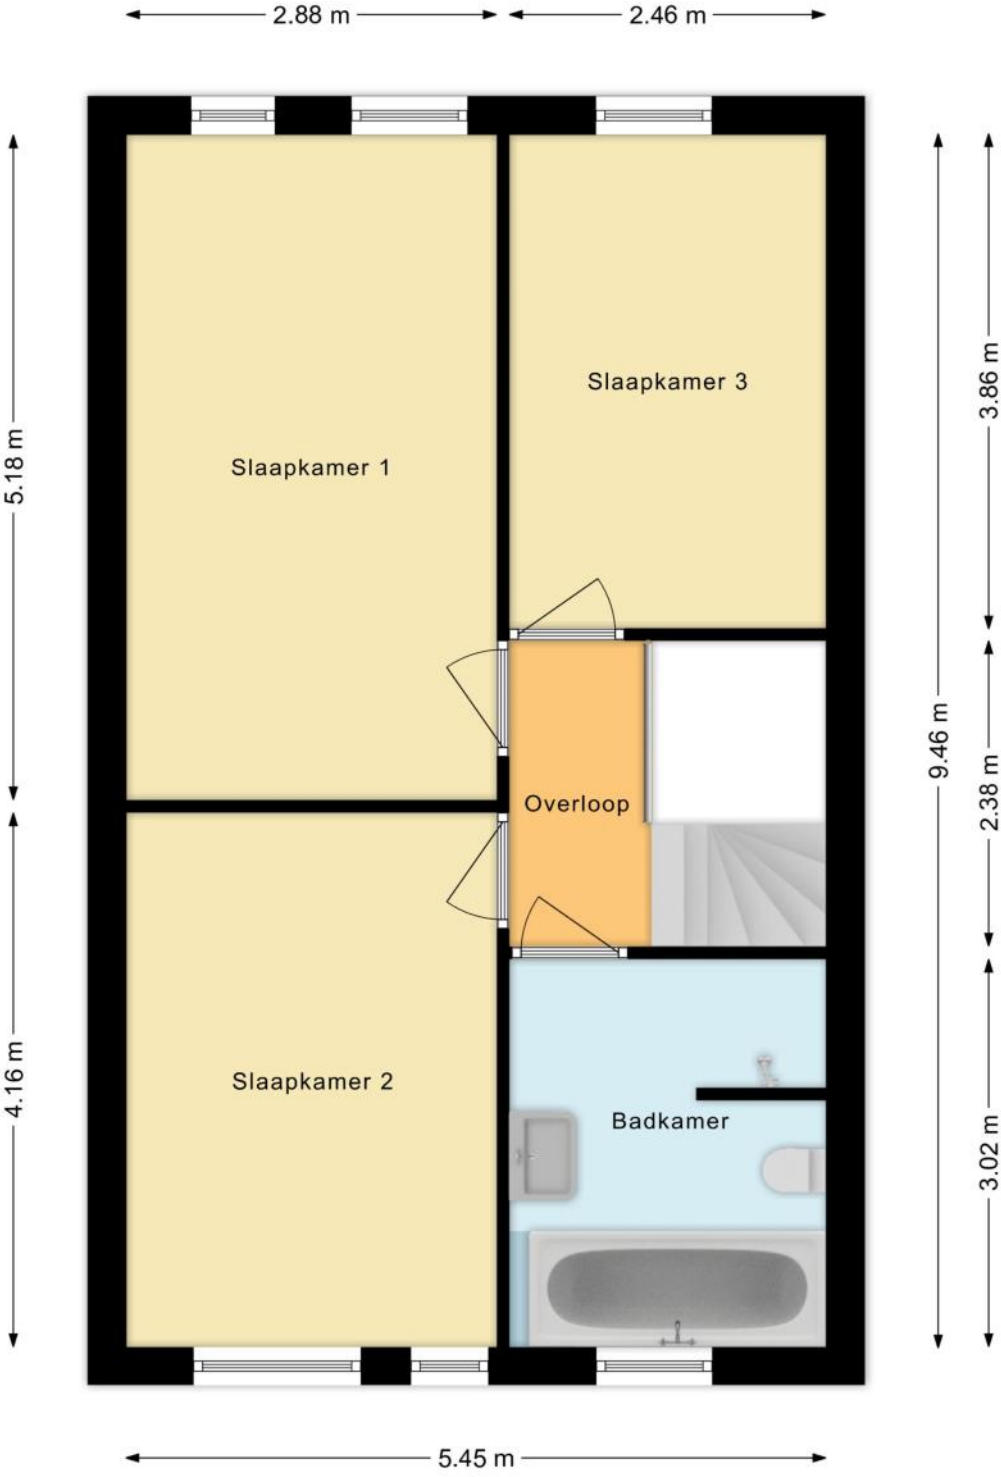 2.88 m
2.46 m
Slaapkamer 3
3.86 m
Slaapkamer 1
5.18 m
9.46 m
2.38 m
Overloop
Slaapkamer 2
4.16 m
Badkamer
3.02 m
5.45 m